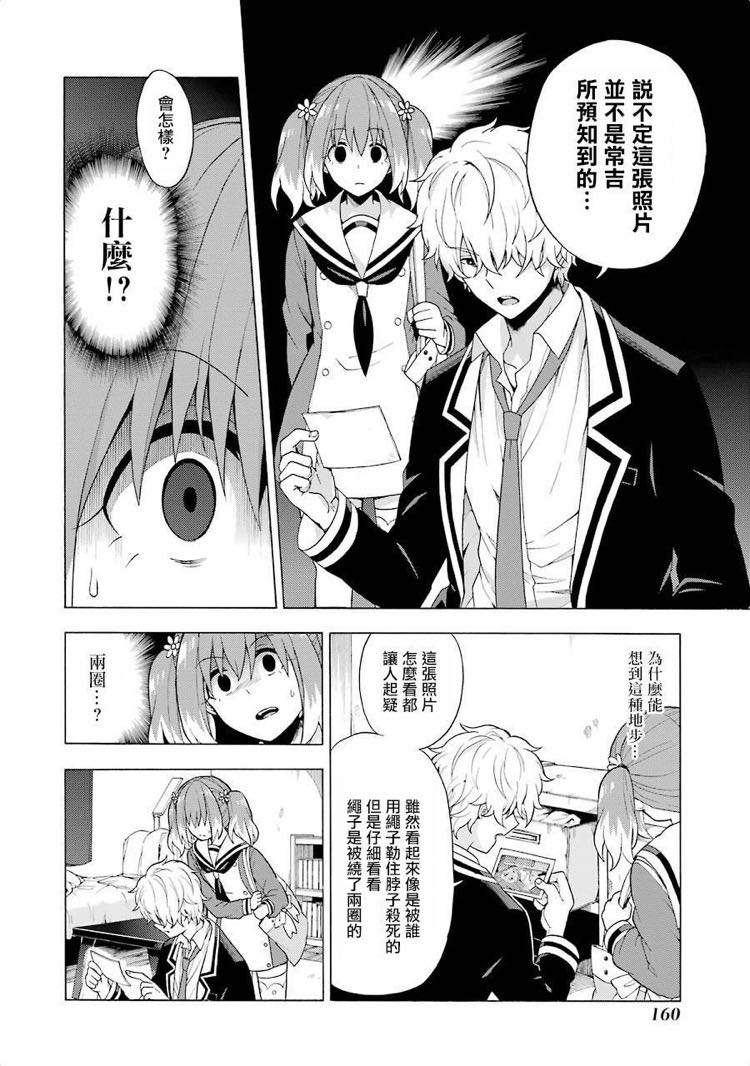 說不定這張照片
並不是常吉
所預知到的…
會怎樣？
什麼!?
為什麼能
想到這種地步…
這張照片
怎麼看都
讓人起疑
雖然看起來像是被誰
用繩子勒住脖子殺死的
但是仔細看看
繩子是被繞了兩圈的
兩圈…？
160